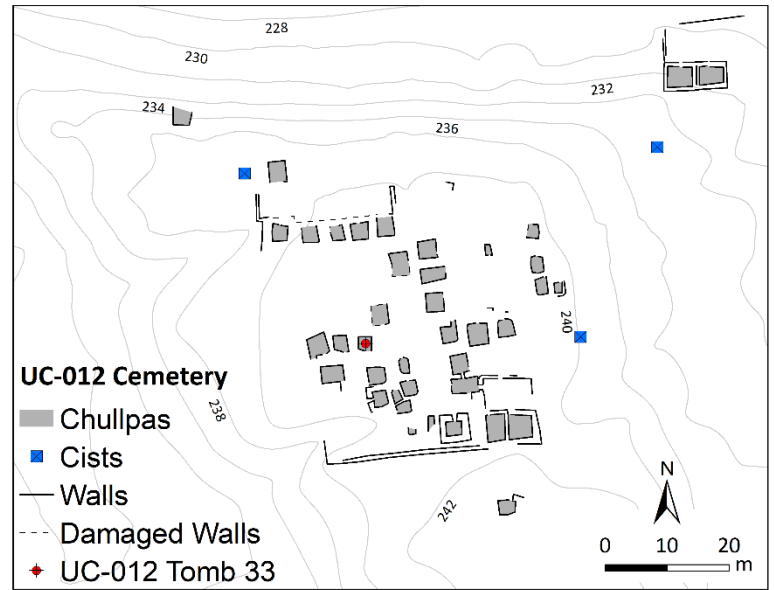 228
230
232
234
236
240
238
242
UC-012 Cemetery
Chullpas
Cists
Walls
Damaged Walls
UC-012 Tomb 33
N
0 10 20
m